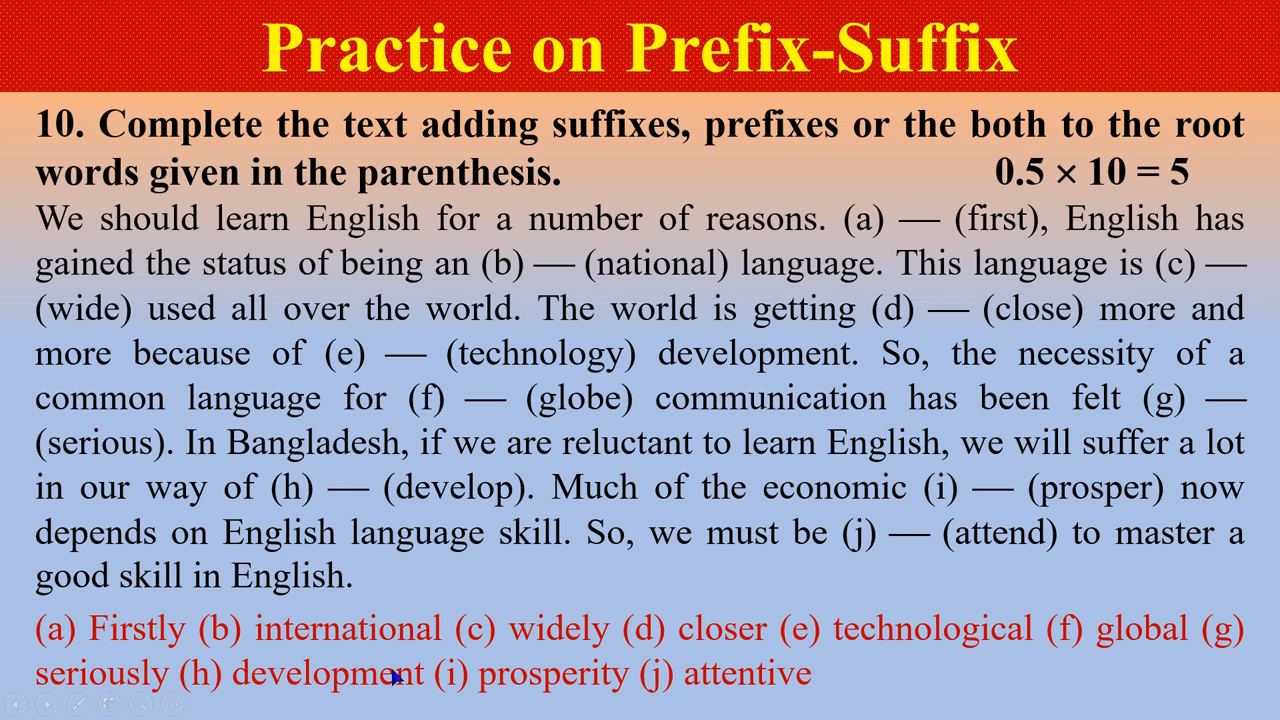 Practice on Prefix-Suffix
10. Complete the text adding suffixes, prefixes or the both to the root
words given in the parenthesis. 0.5 × 10 = 5
We should learn English for a number of reasons. (a) — (first), English has
gained the status of being an (b) — (national) language. This language is (c) —
(wide) used all over the world. The world is getting (d) — (close) more and
more because of (e) — (technology) development. So, the necessity of a
common language for (f) — (globe) communication has been felt (g) —
(serious). In Bangladesh, if we are reluctant to learn English, we will suffer a lot
in our way of (h) — (develop). Much of the economic (i) — (prosper) now
depends on English language skill. So, we must be (j) — (attend) to master a
good skill in English.
(a) Firstly (b) international (c) widely (d) closer (e) technological (f) global (g)
seriously (h) development (i) prosperity (j) attentive